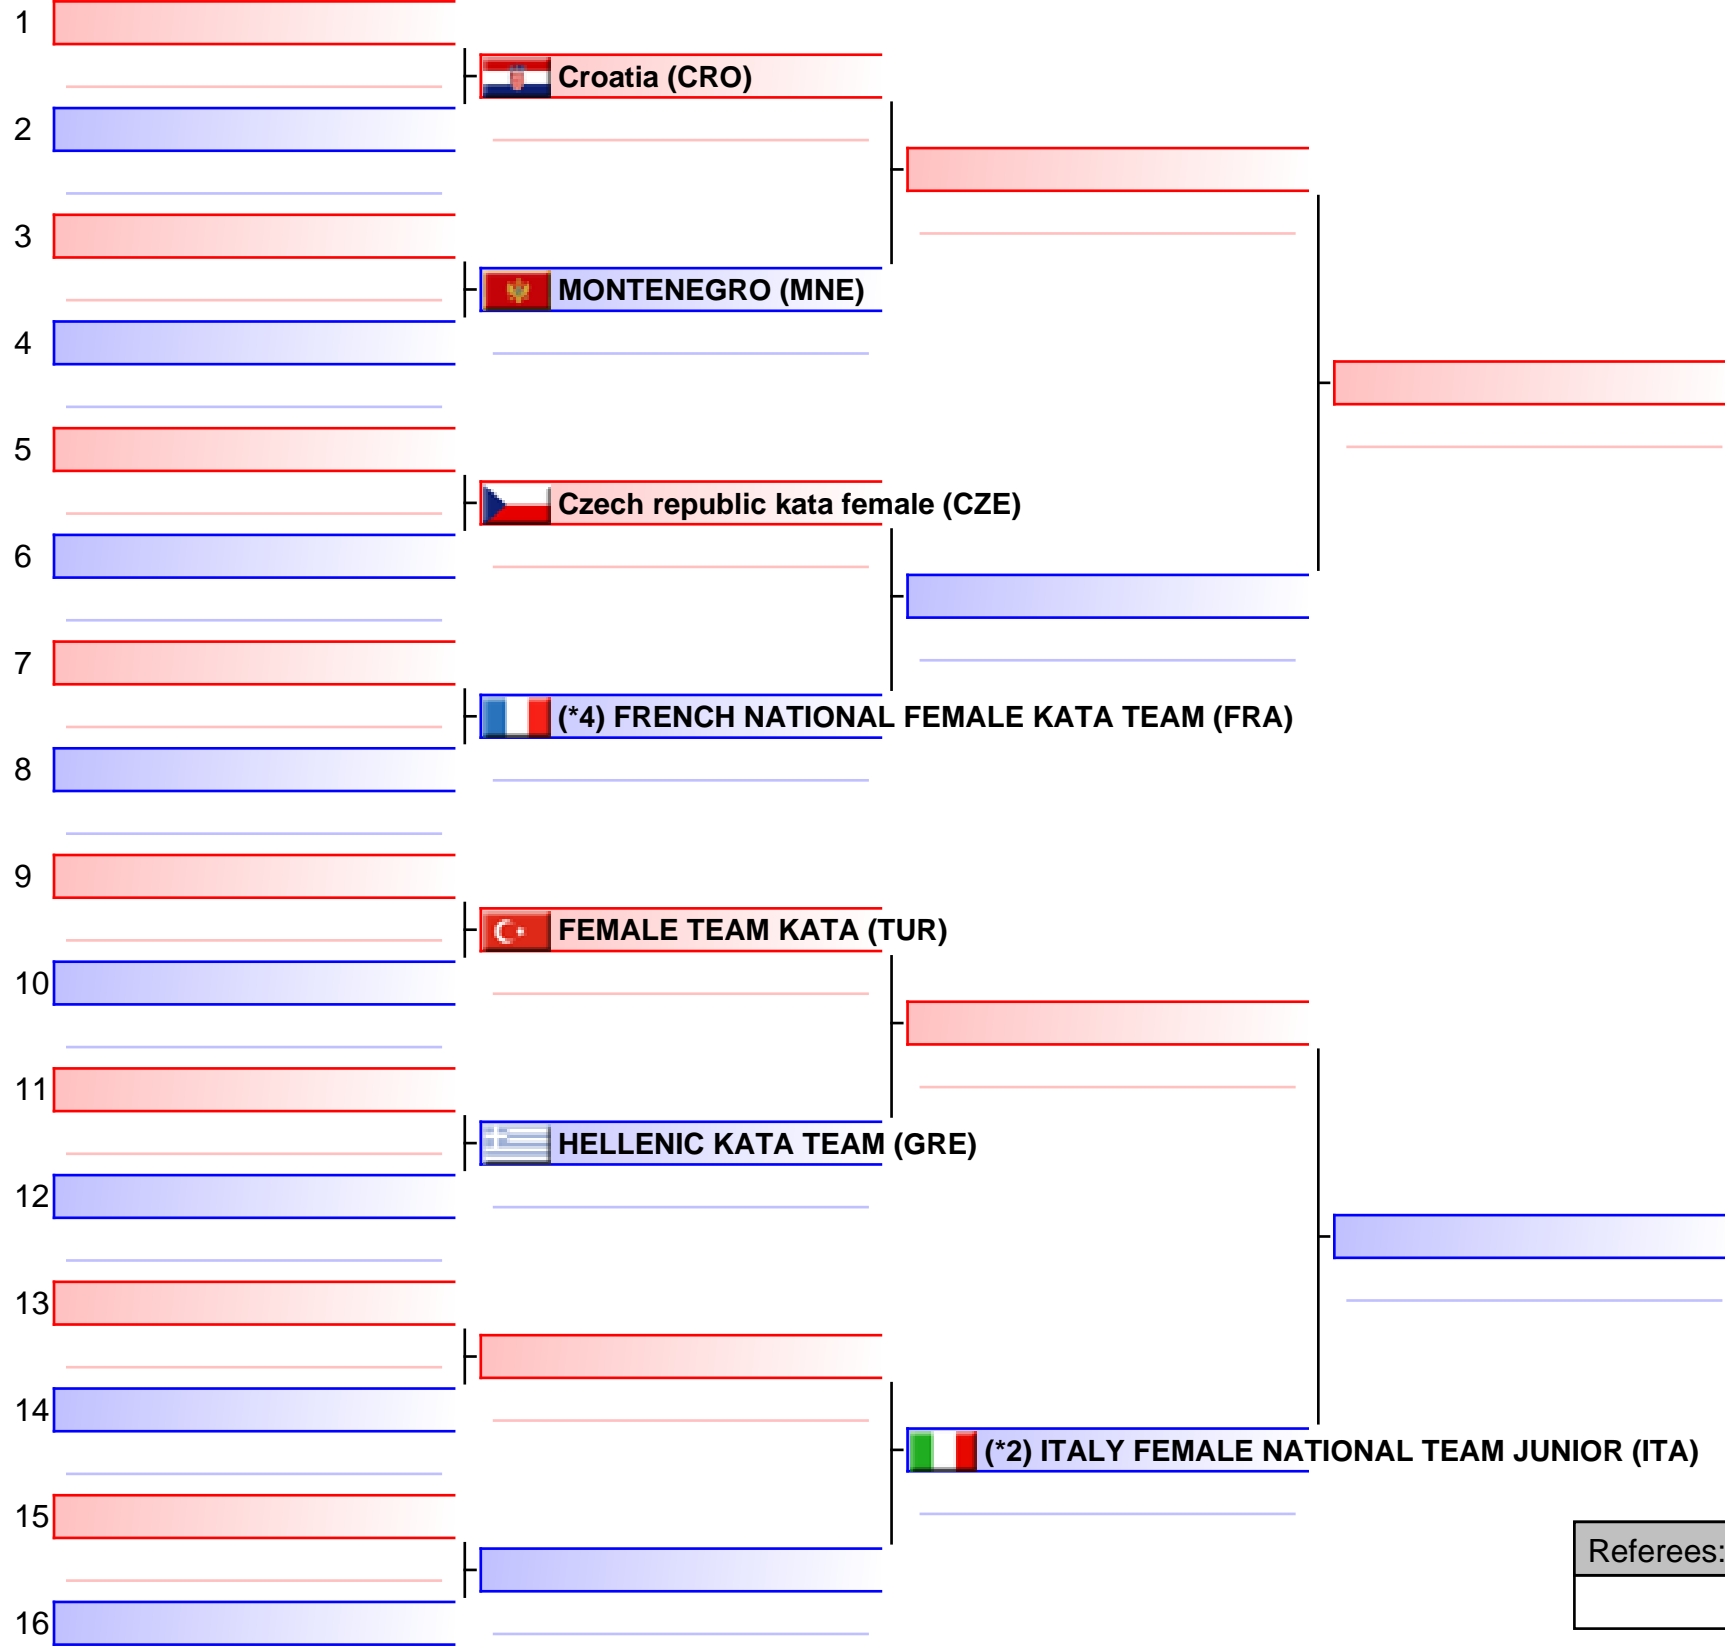 1
Croatia (CRO)
2
3
MONTENEGRO (MNE)
4
5
Czech republic kata female (CZE)
6
7
(*4) FRENCH NATIONAL FEMALE KATA TEAM (FRA)
8
9
FEMALE TEAM KATA (TUR)
10
11
HELLENIC KATA TEAM (GRE)
12
13
14
(*2) ITALY FEMALE NATIONAL TEAM JUNIOR (ITA)
15
Referees:
16